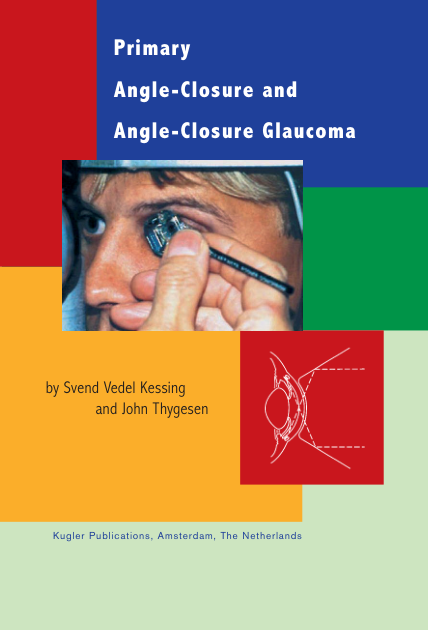 Primary
Angle-Closure and
Angle-Closure Glaucoma
by Svend Vedel Kessing
and John Thygesen
Kugler Publications, Amsterdam, The Netherlands